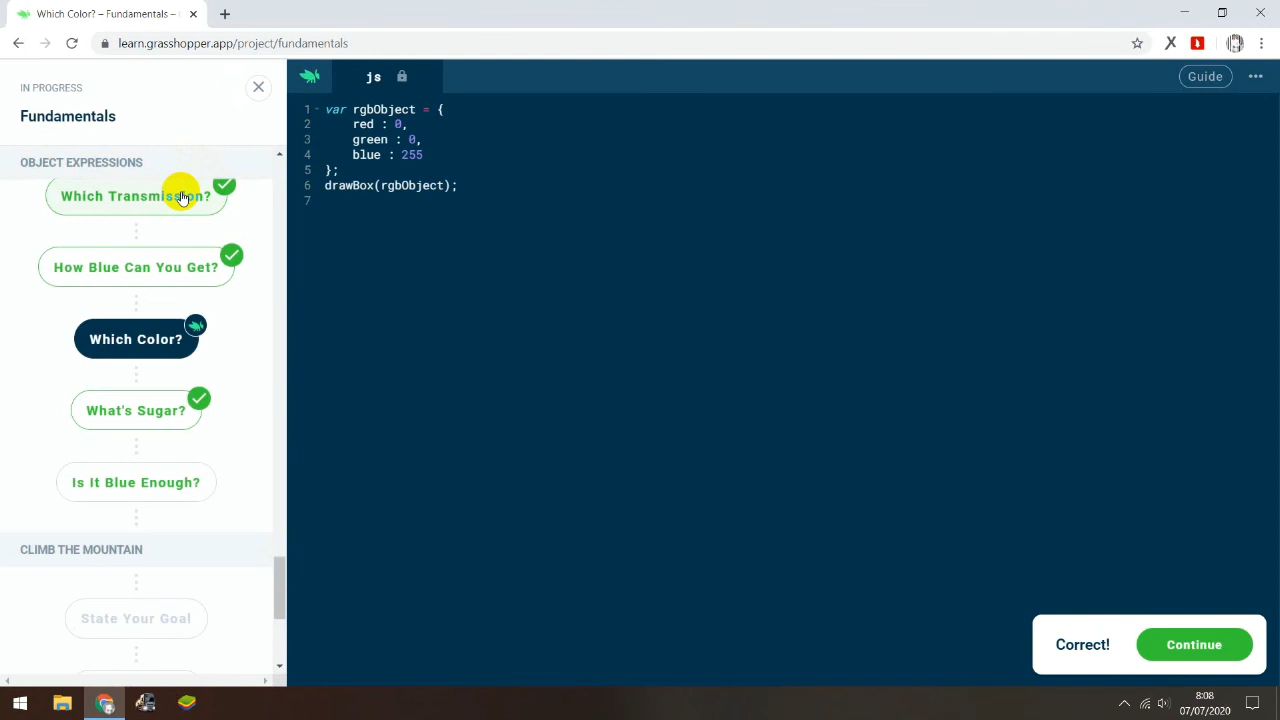 Which Color? –
learn.grasshopper.app/project/fundamentals
IN PROGRESS
Fundamentals
OBJECT EXPRESSIONS
Which Transmission?
How Blue Can You Get?
Which Color?
What's Sugar?
Is It Blue Enough?
CLIMB THE MOUNTAIN
State Your Goal
js
Guide
1 var rgbObject = {
2 red : 0,
3 green : 0,
4 blue : 255
5 };
6 drawBox(rgbObject);
7
Correct!
Continue
8:08
07/07/2020